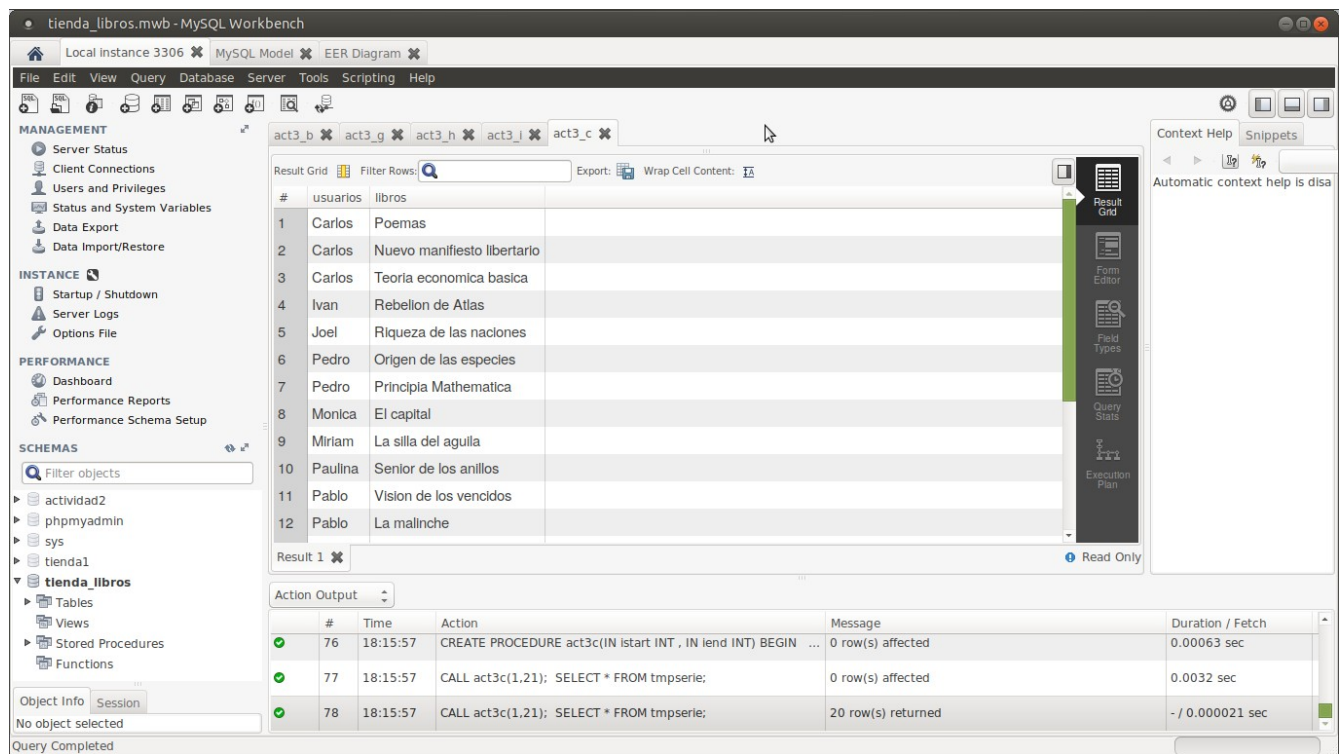 tienda_libros.mwb - MySQL Workbench
Local instance 3306 MySQL Model EER Diagram
File Edit View Query Database Server Tools Scripting Help
MANAGEMENT
Server Status
Client Connections
Users and Privileges
Status and System Variables
Data Export
Data Import/Restore
INSTANCE
Startup / Shutdown
Server Logs
Options File
PERFORMANCE
Dashboard
Performance Reports
Performance Schema Setup
SCHEMAS
Filter objects
actividad2
phpmyadmin
sys
tienda1
tienda_libros
Tables
Views
Stored Procedures
Functions
Object Info Session
No object selected
act3_b act3_g act3_h act3_i act3_c
Result Grid Filter Rows: Export: Wrap Cell Content:
# usuarios libros
1 Carlos Poemas
2 Carlos Nuevo manifiesto libertario
3 Carlos Teoria economica basica
4 Ivan Rebelion de Atlas
5 Joel Riqueza de las naciones
6 Pedro Origen de las especies
7 Pedro Principia Mathematica
8 Monica El capital
9 Miriam La silla del aguila
10 Paulina Senior de los anillos
11 Pablo Vision de los vencidos
12 Pablo La malinche
Result 1 Read Only
Result
Grid
Form
Editor
Field
Types
Query
Stats
Execution
Plan
Context Help Snippets
Automatic context help is disa
Action Output
# Time Action Message Duration / Fetch
76 18:15:57 CREATE PROCEDURE act3c(IN istart INT , IN iend INT) BEGIN ... 0 row(s) affected 0.00063 sec
77 18:15:57 CALL act3c(1,21); SELECT * FROM tmpserie; 0 row(s) affected 0.0032 sec
78 18:15:57 CALL act3c(1,21); SELECT * FROM tmpserie; 20 row(s) returned - / 0.000021 sec
Query Completed